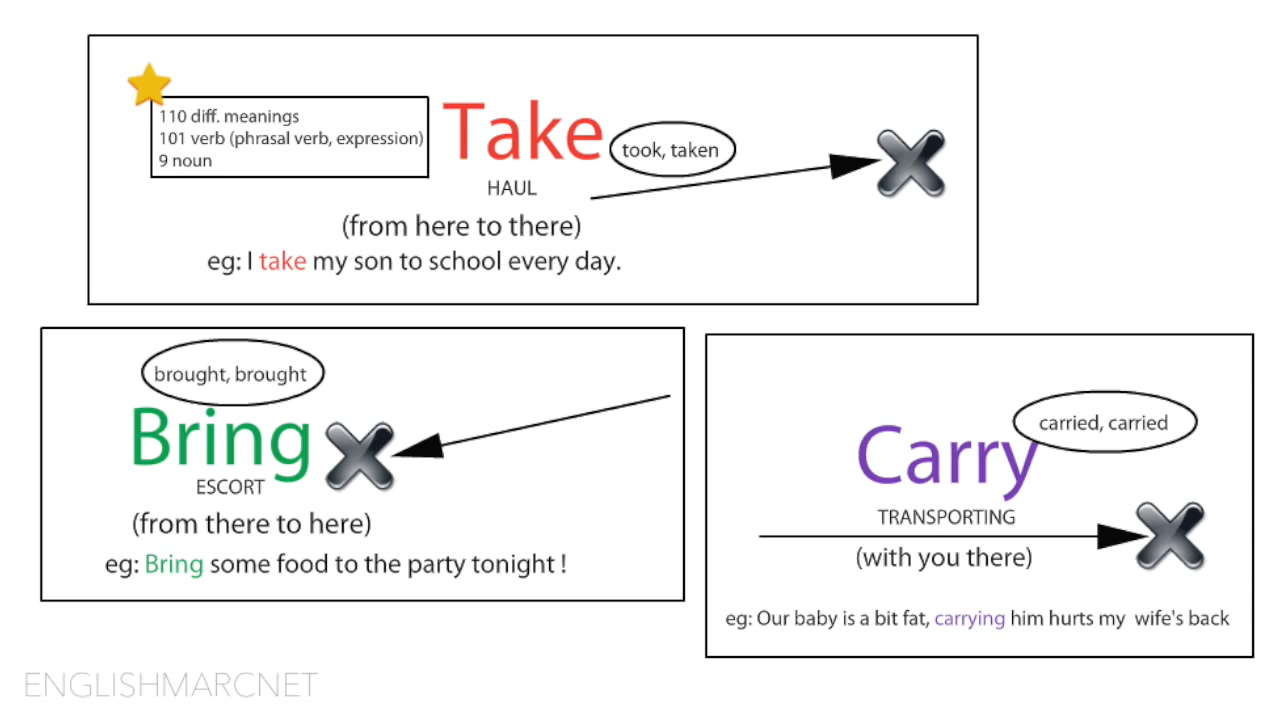 110 diff. meanings
101 verb (phrasal verb, expression)
9 noun
Take
took, taken
HAUL
(from here to there)
eg: I take my son to school every day.
brought, brought
Bring
ESCORT
(from there to here)
eg: Bring some food to the party tonight !
carried, carried
Carry
TRANSPORTING
(with you there)
eg: Our baby is a bit fat, carrying him hurts my wife's back
ENGLISHMARCNET